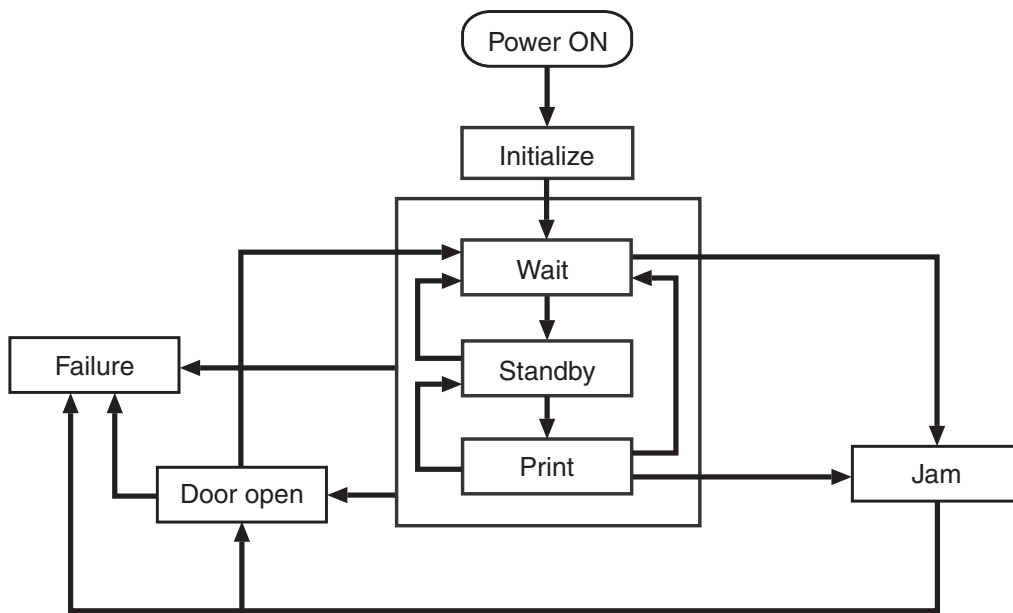 Power ON
Initialize
Wait
Failure
Standby
Print
Door open
Jam